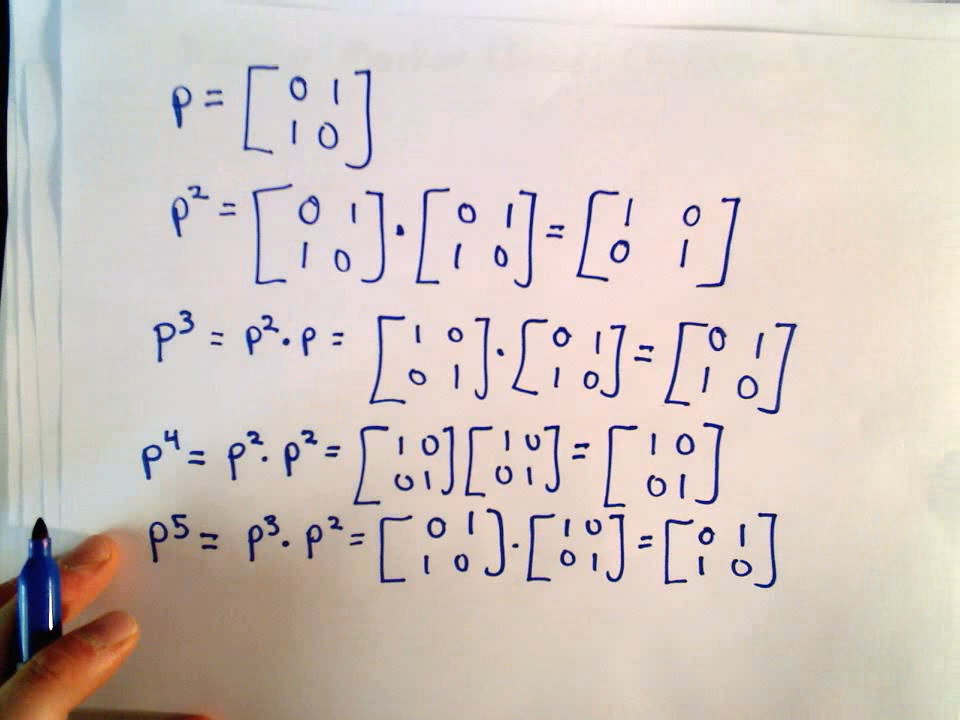 P = [0 1; 1 0]
P² = [0 1; 1 0] · [0 1; 1 0] = [1 0; 0 1]
P³ = P² · P = [1 0; 0 1] · [0 1; 1 0] = [0 1; 1 0]
P⁴ = P² · P² = [1 0; 0 1] [1 0; 0 1] = [1 0; 0 1]
P⁵ = P³ · P² = [0 1; 1 0] · [1 0; 0 1] = [0 1; 1 0]